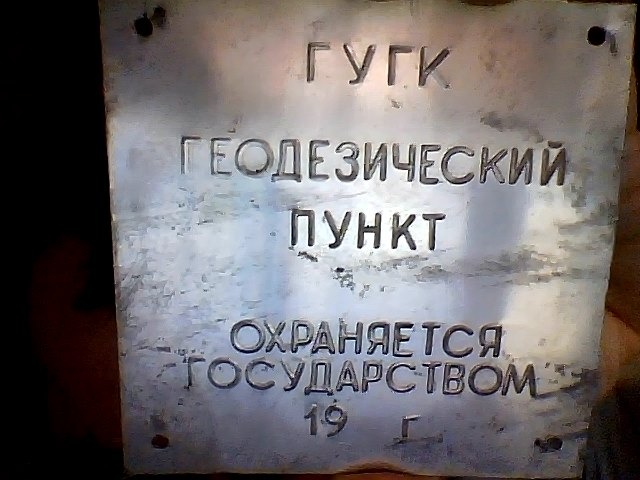 ГУГК
ГЕОДЕЗИЧЕСКИЙ
ПУНКТ
ОХРАНЯЕТСЯ
ГОСУДАРСТВОМ
19 г